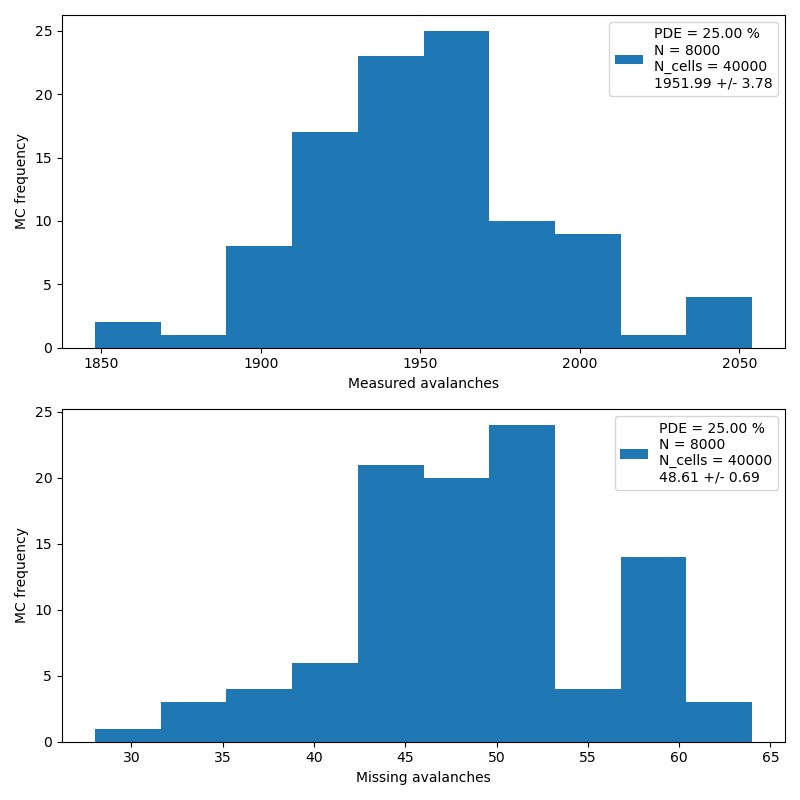 25
20
15
10
5
0
MC frequency
PDE = 25.00 %
N = 8000
N_cells = 40000
1951.99 +/- 3.78
1850 1900 1950 2000 2050
Measured avalanches
25
20
15
10
5
0
MC frequency
PDE = 25.00 %
N = 8000
N_cells = 40000
48.61 +/- 0.69
30 35 40 45 50 55 60 65
Missing avalanches